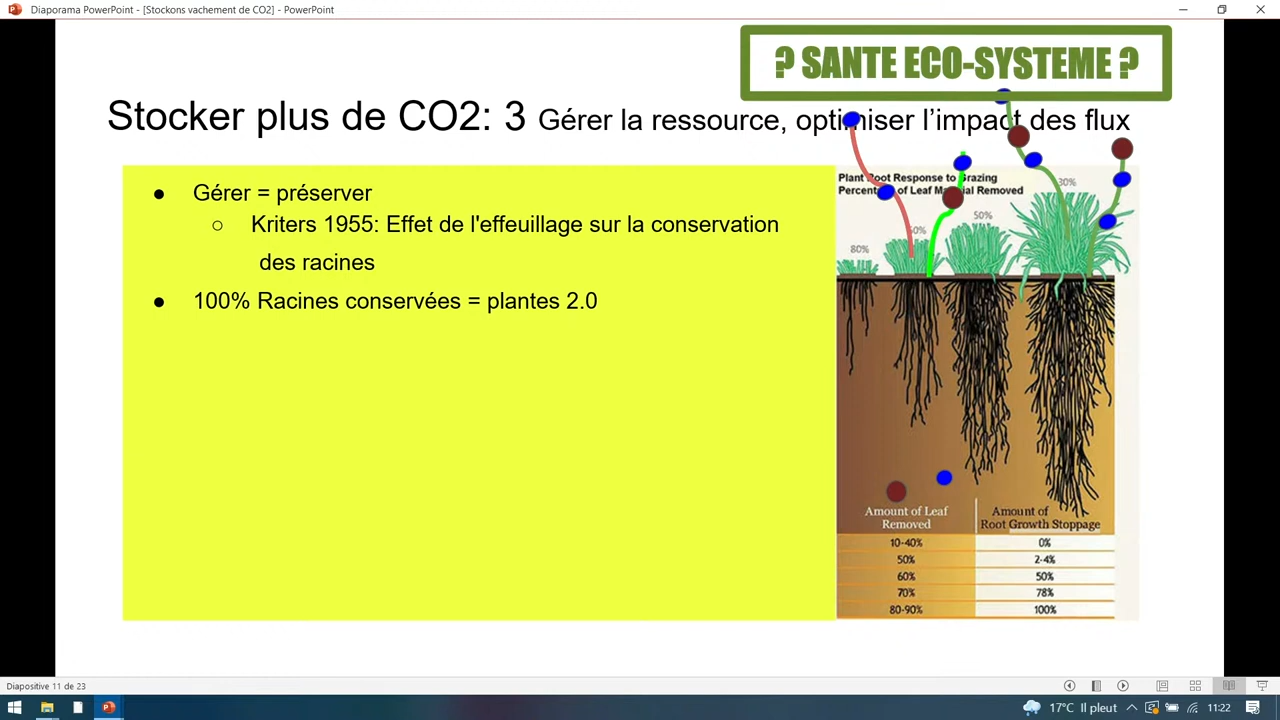 Diaporama PowerPoint - [Stockons vachement de CO2] - PowerPoint
? SANTE ECO-SYSTEME ?
Stocker plus de CO2: 3 Gérer la ressource, optimiser l’impact des flux
● Gérer = préserver
○ Kriters 1955: Effet de l'effeuillage sur la conservation
des racines
● 100% Racines conservées = plantes 2.0
Plant Root Response to Grazing
Percentage of Leaf Material Removed
80%
60%
50%
30%
Amount of Leaf
Removed
Amount of
Root Growth Stoppage
10-40% 0%
50% 2-4%
60% 50%
70% 78%
80-90% 100%
Diapositive 11 de 23
17°C Il pleut
11:22